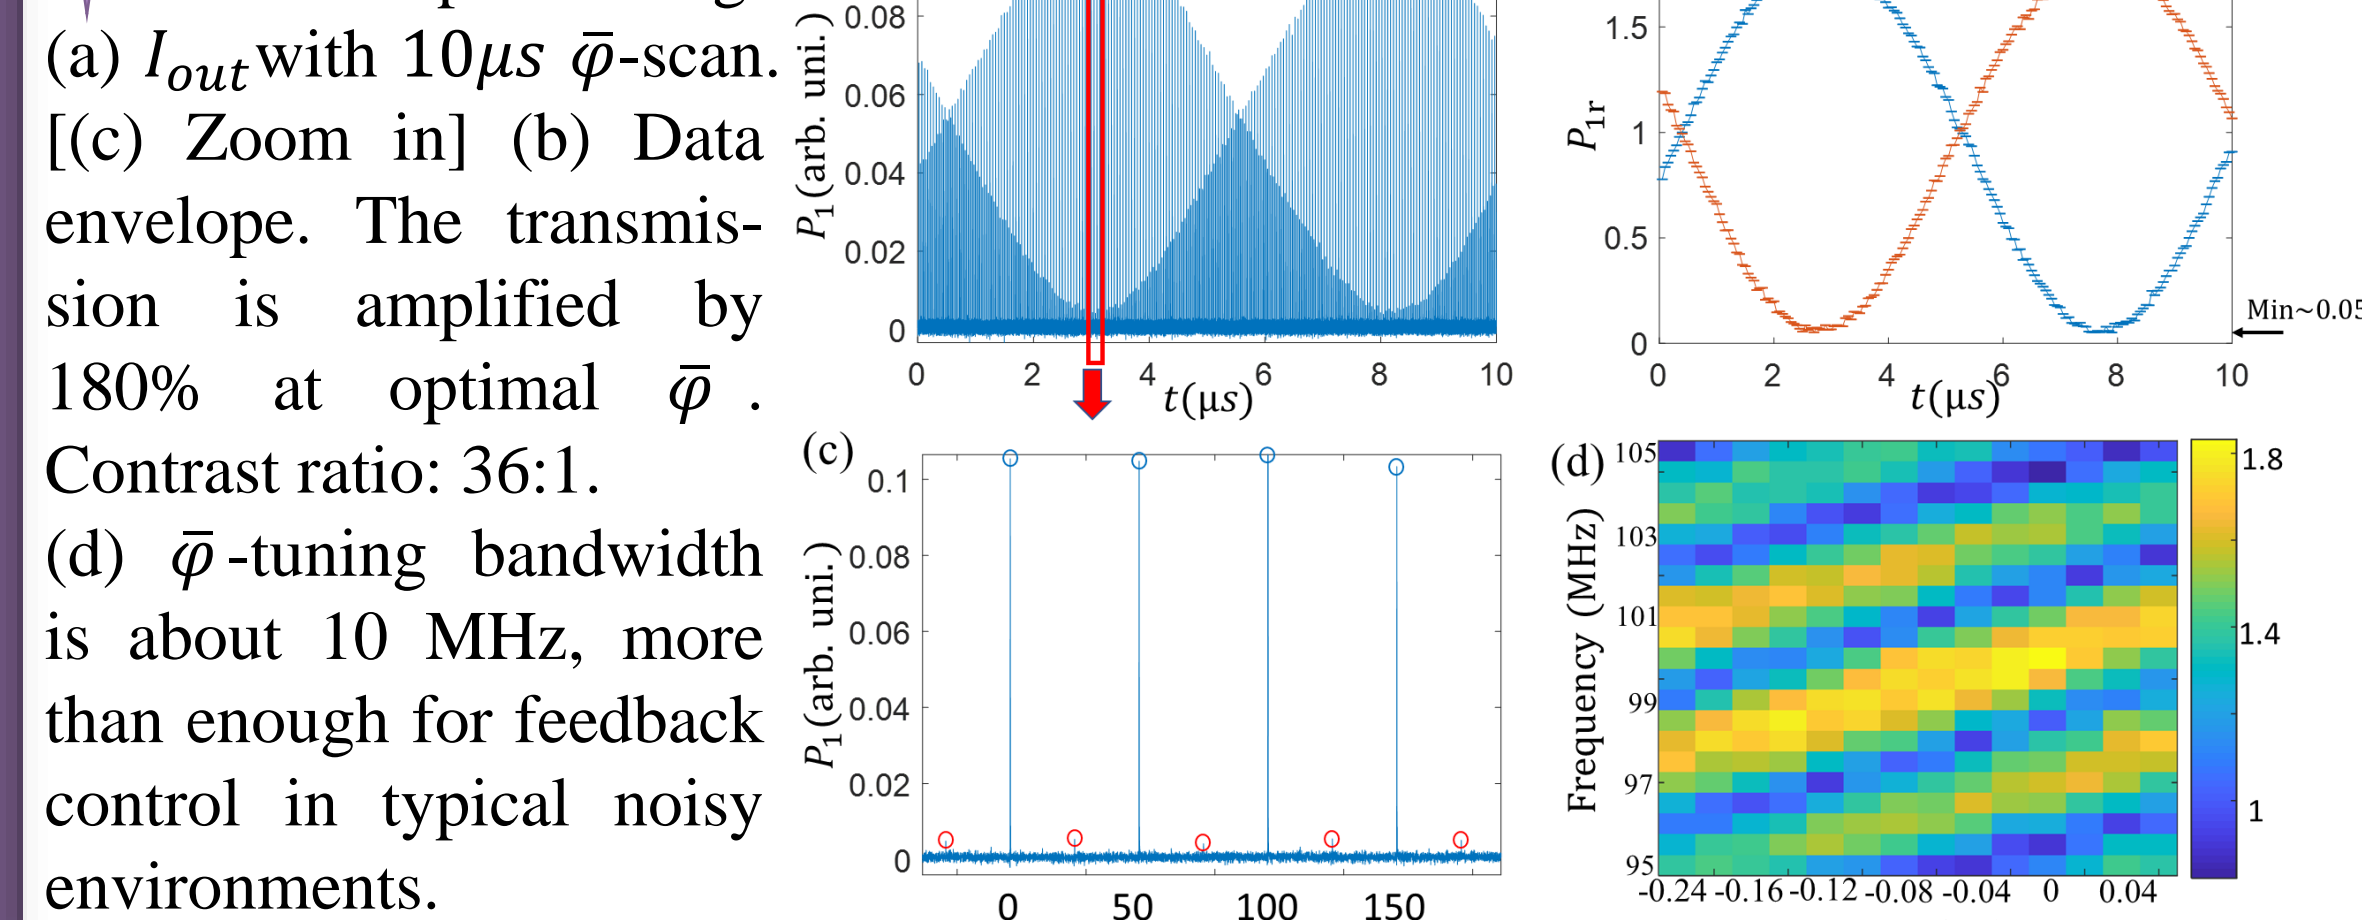 (a) I_out with 10μs φ̄-scan.
[(c) Zoom in] (b) Data
envelope. The transmis-
sion is amplified by
180% at optimal φ̄ .
Contrast ratio: 36:1.
(d) φ̄-tuning bandwidth
is about 10 MHz, more
than enough for feedback
control in typical noisy
environments.
P₁(arb. uni.)
0.08
0.06
0.04
0.02
0
0 2 4 6 8 10
t(μs)
P₁r
1.5
1
0.5
0
Min~0.05
0 2 4 6 8 10
t(μs)
(c)
P₁(arb. uni.)
0.1
0.08
0.06
0.04
0.02
0
0 50 100 150
(d)
Frequency (MHz)
105
103
101
99
97
95
-0.24 -0.16 -0.12 -0.08 -0.04 0 0.04
1.8
1.4
1